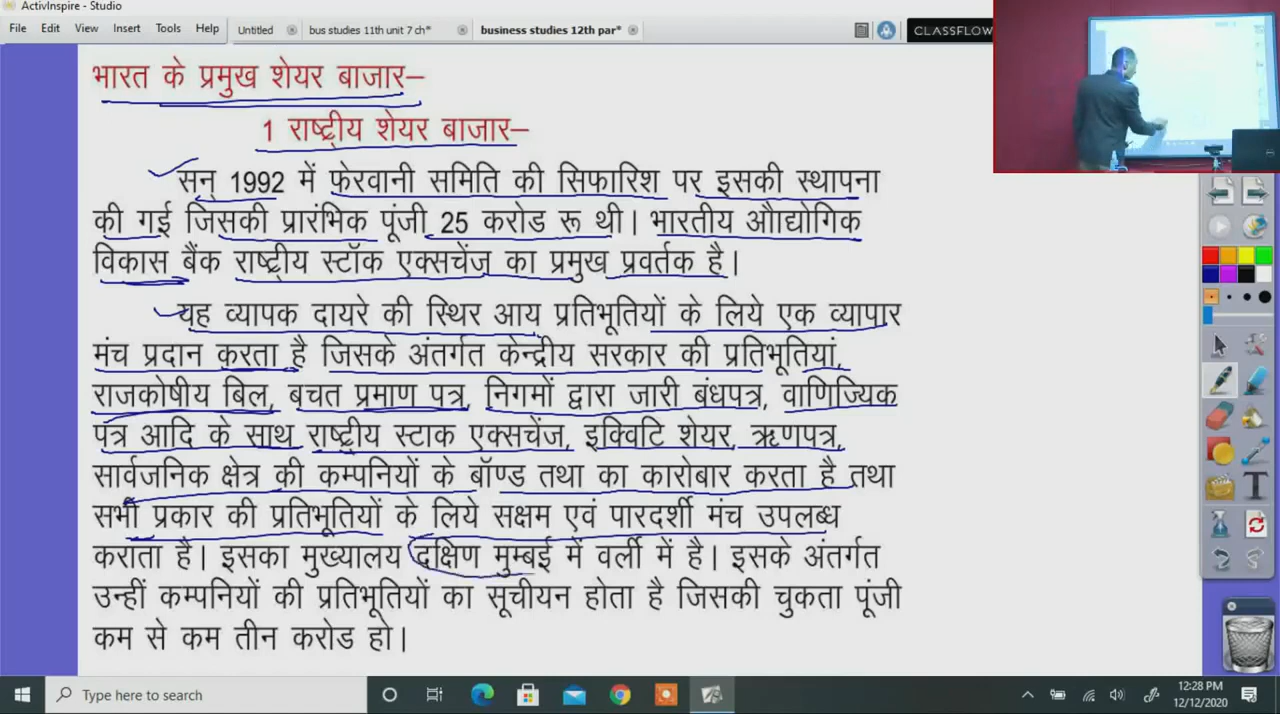 ActivInspire - Studio
File Edit View Insert Tools Help Untitled bus studies 11th unit 7 ch* business studies 12th par* CLASSFLOW
भारत के प्रमुख शेयर बाजार–
1 राष्ट्रीय शेयर बाजार–
सन् 1992 में फेरवानी समिति की सिफारिश पर इसकी स्थापना
की गई जिसकी प्रारंभिक पूंजी 25 करोड रू थी। भारतीय औाद्योगिक
विकास बैंक राष्ट्रीय स्टॉक एक्सचेंज का प्रमुख प्रवर्तक है।
यह व्यापक दायरे की स्थिर आय प्रतिभूतियों के लिये एक व्यापार
मंच प्रदान करता है जिसके अंतर्गत केन्द्रीय सरकार की प्रतिभूतियां,
राजकोषीय बिल, बचत प्रमाण पत्र, निगमों द्वारा जारी बंधपत्र, वाणिज्यिक
पत्र आदि के साथ राष्ट्रीय स्टाक एक्सचेंज, इक्विटि शेयर, ऋणपत्र,
सार्वजनिक क्षेत्र की कम्पनियों के बॉण्ड तथा का कारोबार करता है तथा
सभी प्रकार की प्रतिभूतियों के लिये सक्षम एवं पारदर्शी मंच उपलब्ध
कराता है। इसका मुख्यालय दक्षिण मुम्बई में वर्ली में है। इसके अंतर्गत
उन्हीं कम्पनियों की प्रतिभूतियों का सूचीयन होता है जिसकी चुकता पूंजी
कम से कम तीन करोड हो।
Type here to search
12:28 PM
12/12/2020